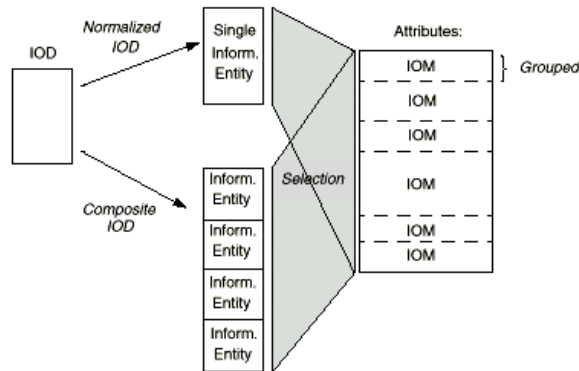 IOD
Normalized
IOD
Single
Inform.
Entity
Attributes:
IOM
IOM
IOM
IOM
IOM
IOM
Grouped
Selection
Composite
IOD
Inform.
Entity
Inform.
Entity
Inform.
Entity
Inform.
Entity